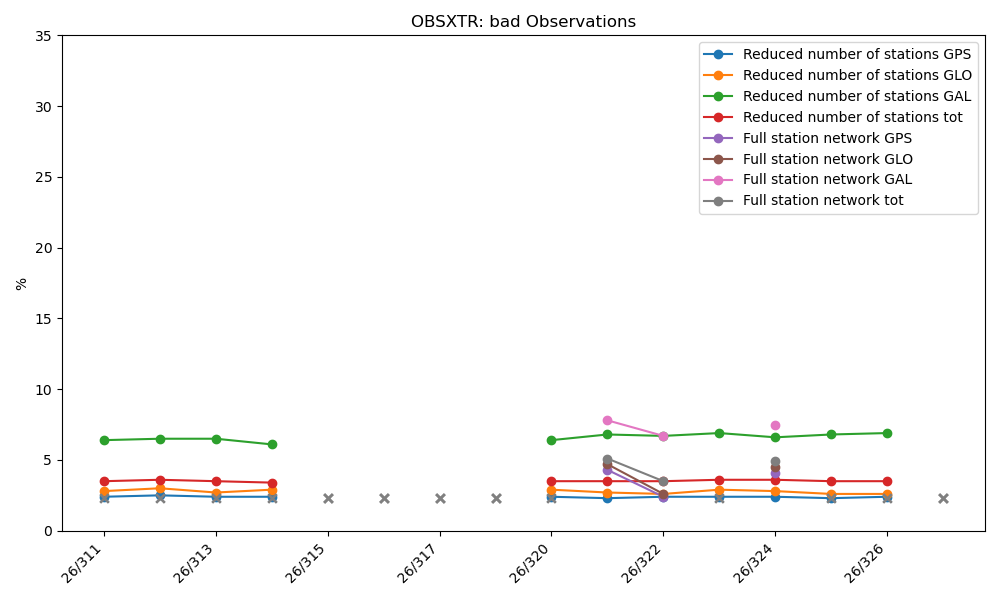 OBSXTR: bad Observations
35
30
25
20
15
10
5
0
%
Reduced number of stations GPS
Reduced number of stations GLO
Reduced number of stations GAL
Reduced number of stations tot
Full station network GPS
Full station network GLO
Full station network GAL
Full station network tot
26/311
26/313
26/315
26/317
26/320
26/322
26/324
26/326